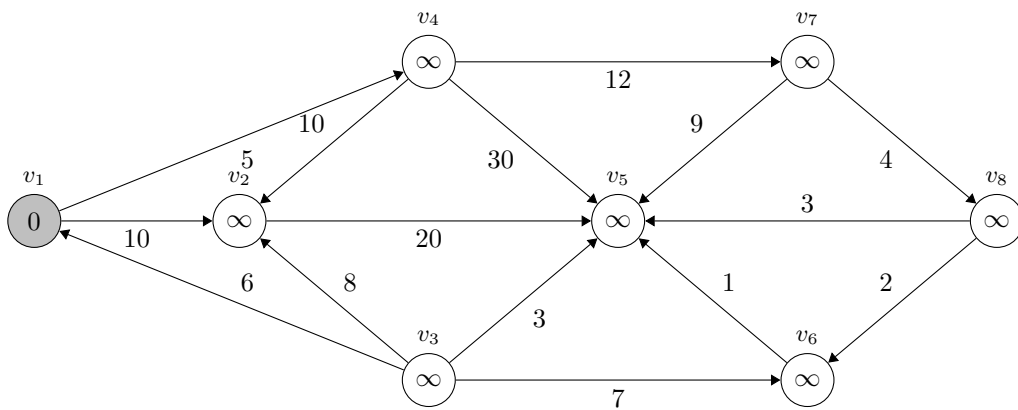 v₄ v₇
∞ ∞
12
10 9
5 30 4
v₁ v₂ v₅ v₈
0 ∞ ∞ ∞
3
10 20
6 8 1 2
3
v₃ v₆
∞ ∞
7